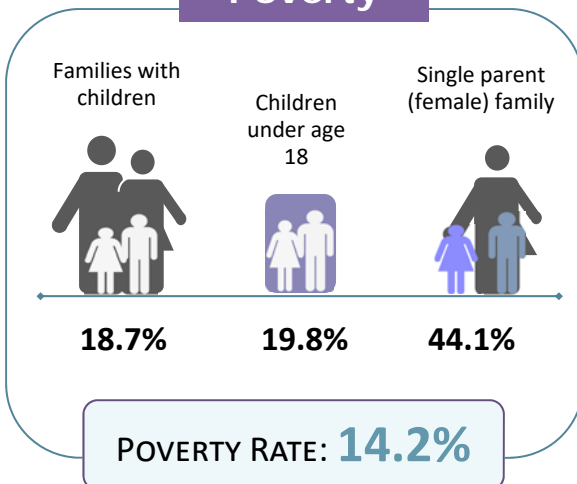 Poverty
Families with
children
Children
under age
18
Single parent
(female) family
18.7%
19.8%
44.1%
POVERTY RATE: 14.2%